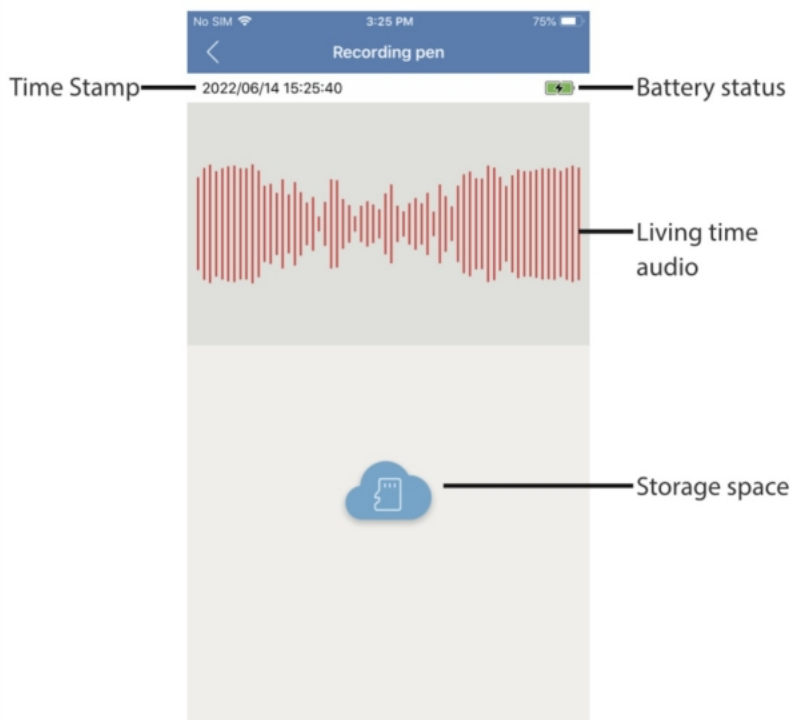 No SIM 3:25 PM 75%
Recording pen
Time Stamp 2022/06/14 15:25:40 Battery status
Living time
audio
Storage space